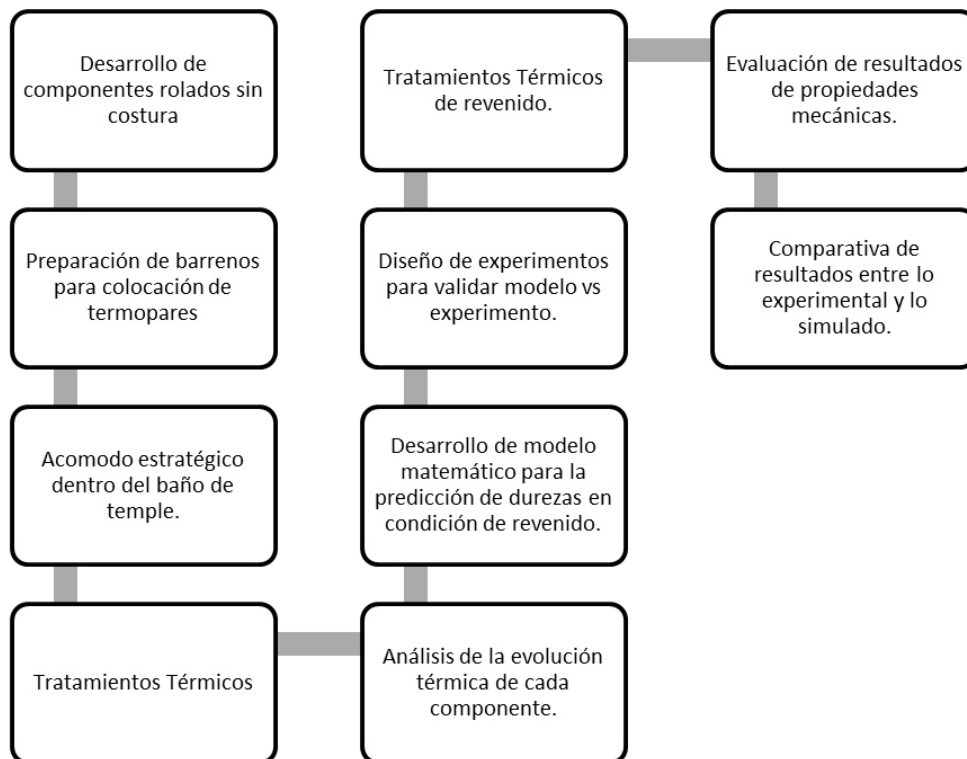 Desarrollo de
componentes rolados sin
costura
Preparación de barrenos
para colocación de
termopares
Acomodo estratégico
dentro del baño de
temple.
Tratamientos Térmicos
Análisis de la evolución
térmica de cada
componente.
Desarrollo de modelo
matemático para la
predicción de durezas en
condición de revenido.
Diseño de experimentos
para validar modelo vs
experimento.
Tratamientos Térmicos
de revenido.
Evaluación de resultados
de propiedades
mecánicas.
Comparativa de
resultados entre lo
experimental y lo
simulado.